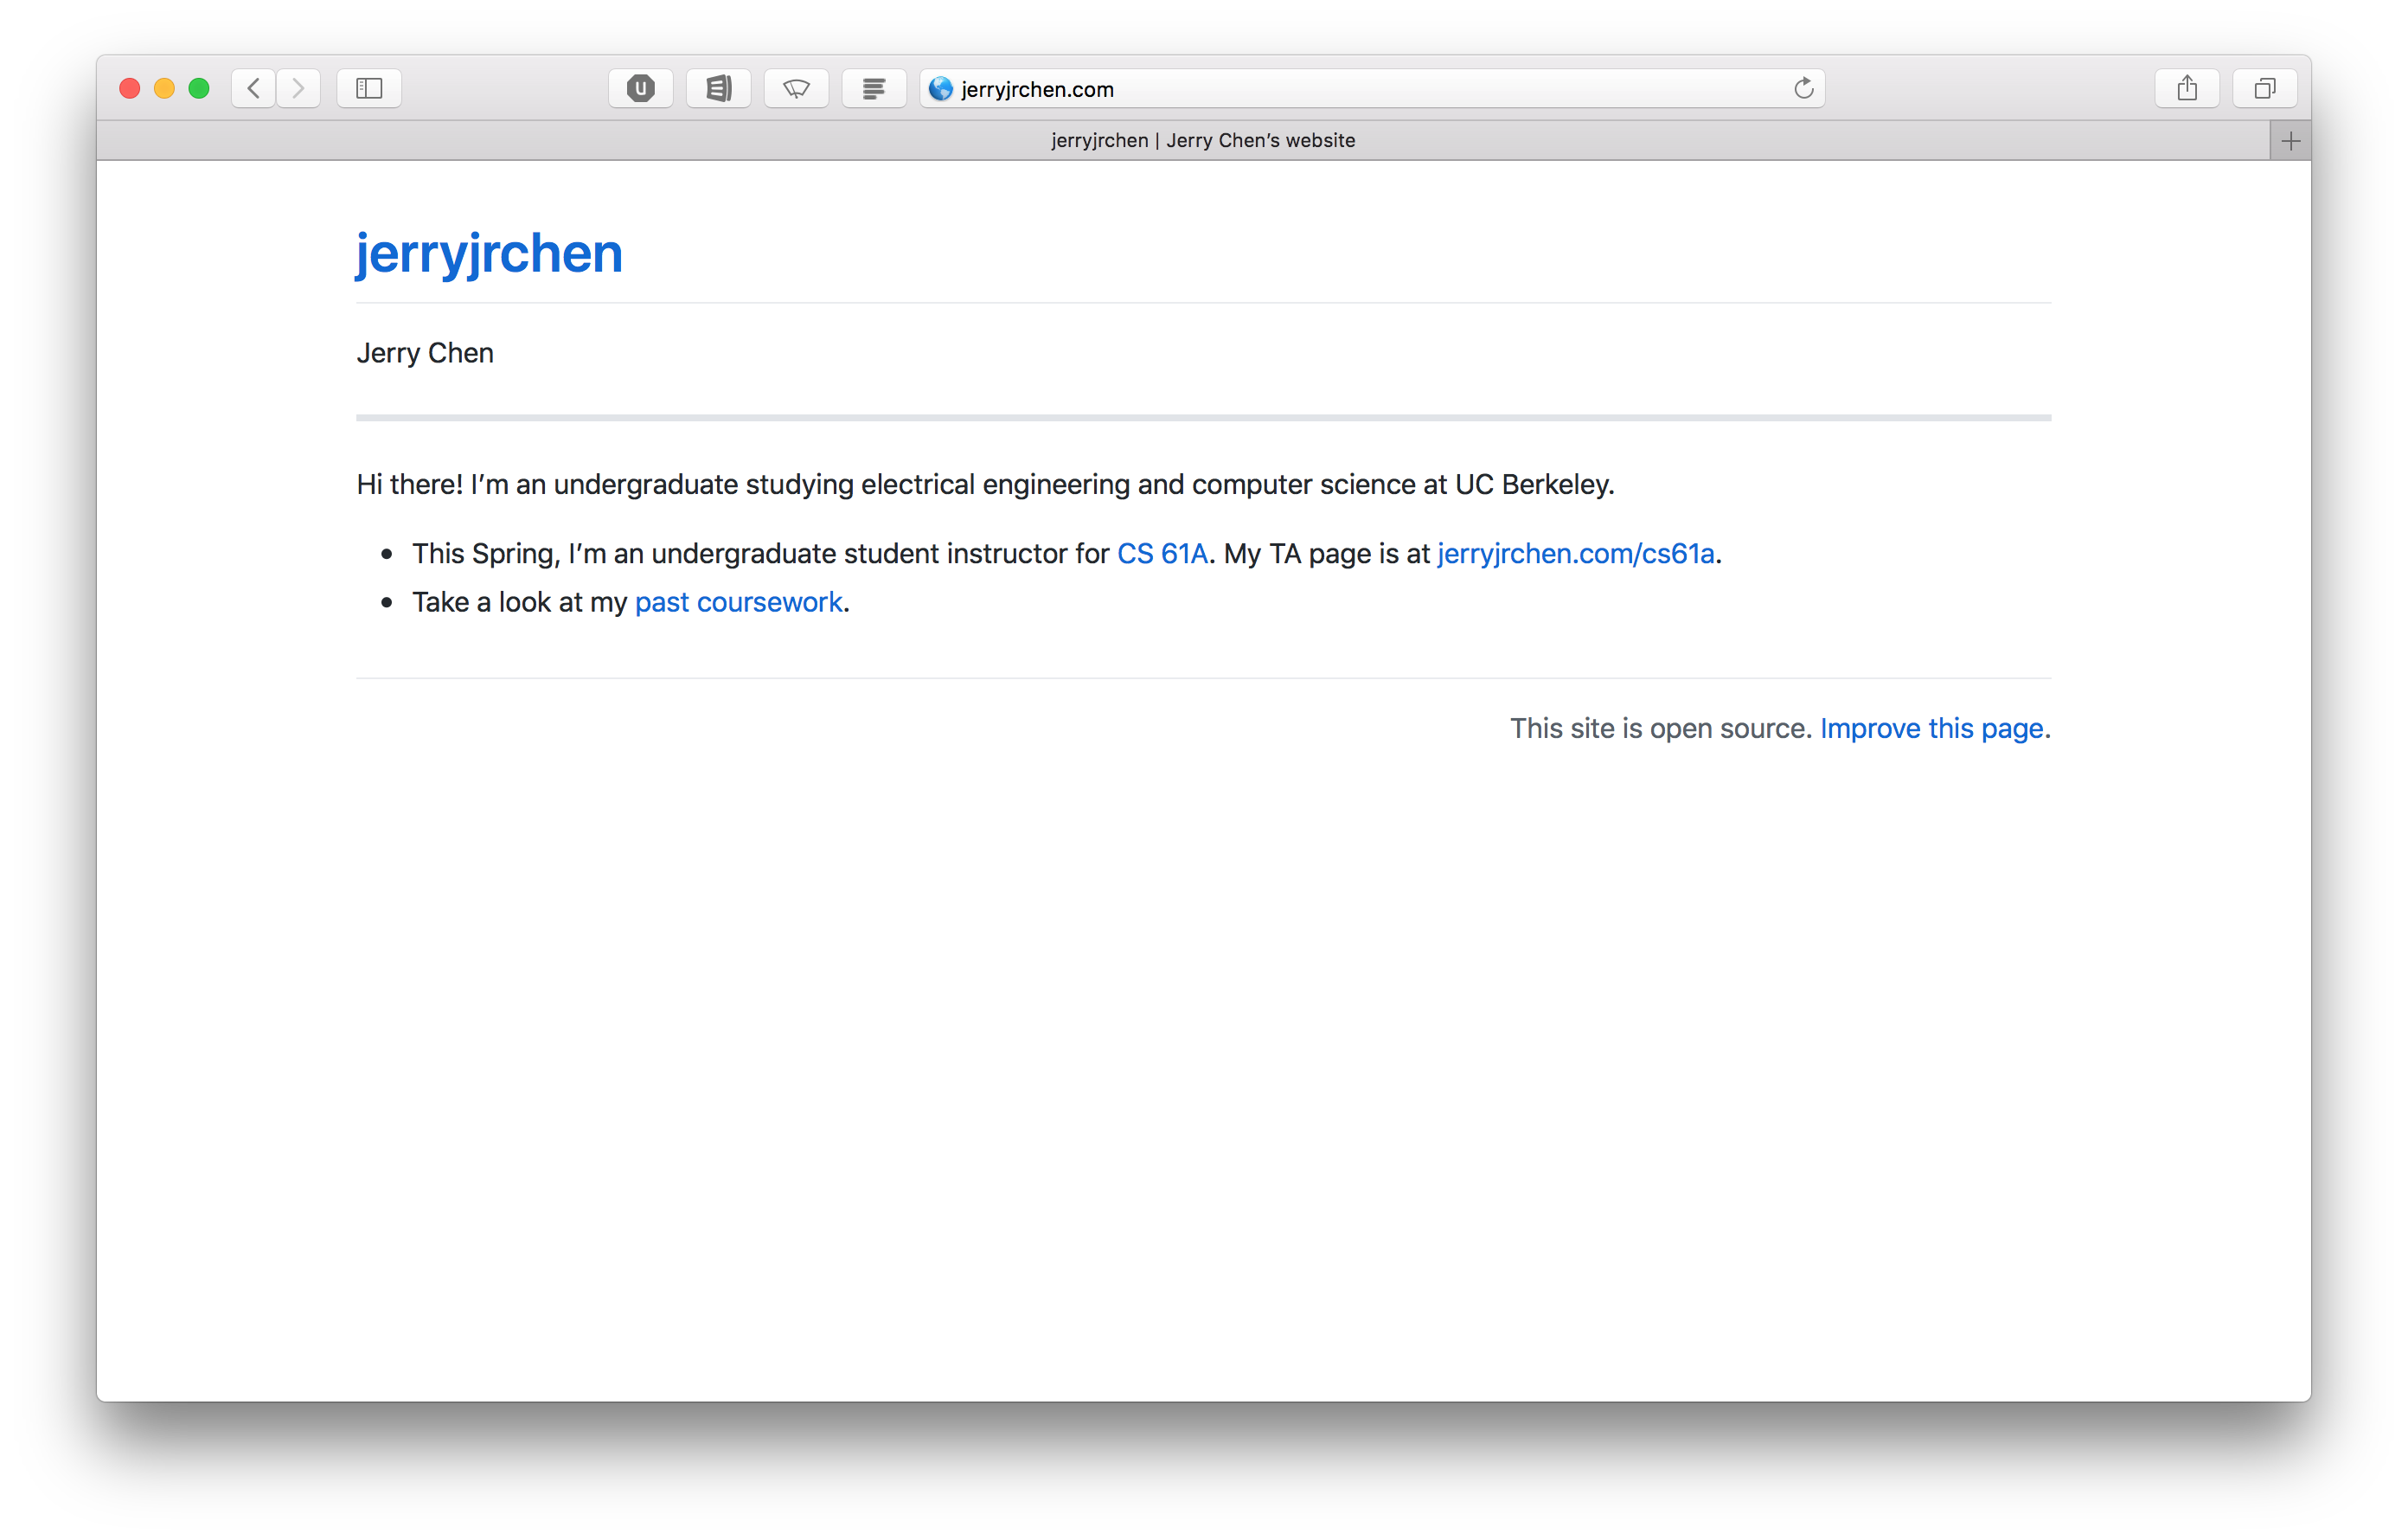 jerryjrchen.com
jerryjrchen | Jerry Chen’s website
jerryjrchen
Jerry Chen
Hi there! I’m an undergraduate studying electrical engineering and computer science at UC Berkeley.
• This Spring, I’m an undergraduate student instructor for CS 61A. My TA page is at jerryjrchen.com/cs61a.
• Take a look at my past coursework.
This site is open source. Improve this page.